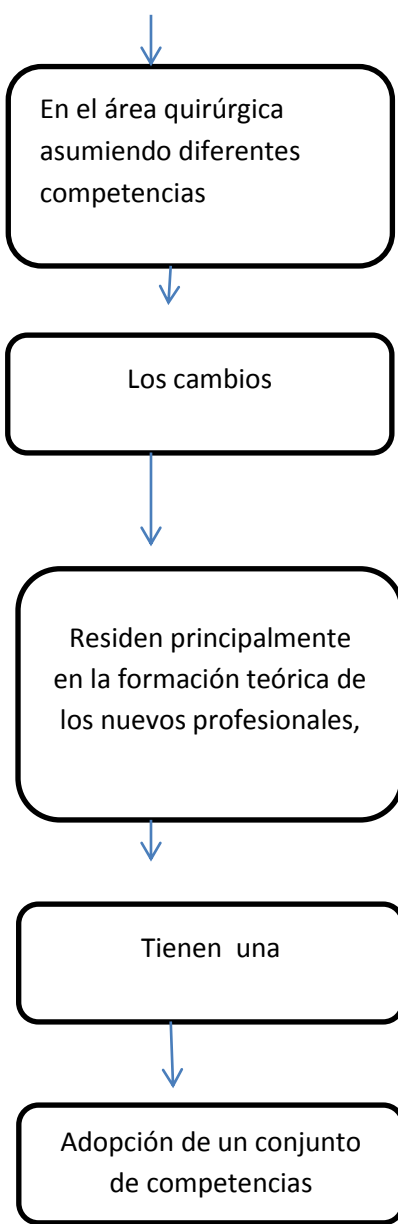 En el área quirúrgica
asumiendo diferentes
competencias
Los cambios
Residen principalmente
en la formación teórica de
los nuevos profesionales,
Tienen  una
Adopción de un conjunto
de competencias